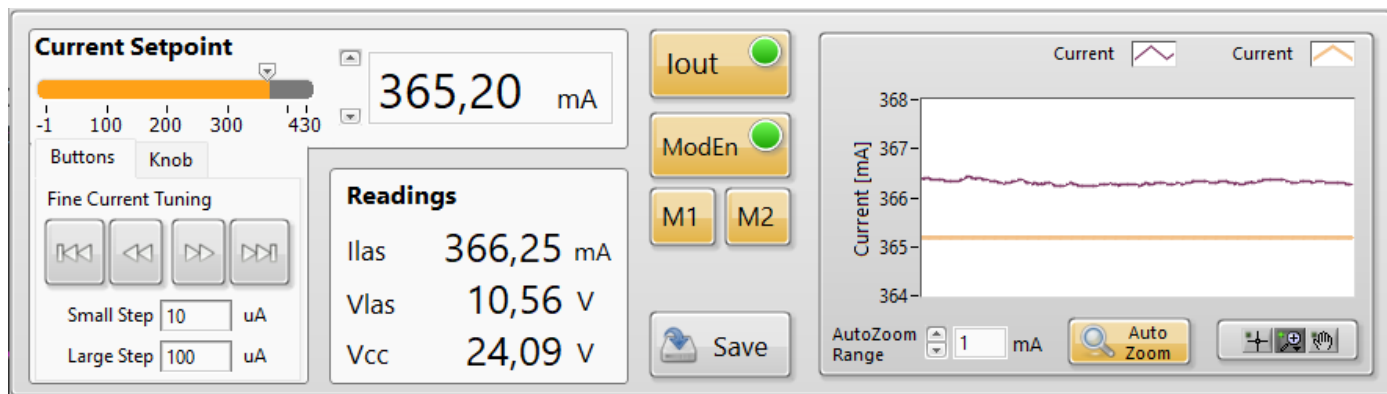 Current Setpoint
365,20 mA
-1 100 200 300 430
Buttons Knob
Fine Current Tuning
Small Step 10 uA
Large Step 100 uA
Readings
Ilas 366,25 mA
Vlas 10,56 V
Vcc 24,09 V
Iout
ModEn
M1 M2
Save
Current Current
Current [mA]
368
367
366
365
364
AutoZoom
Range
1 mA
Auto
Zoom